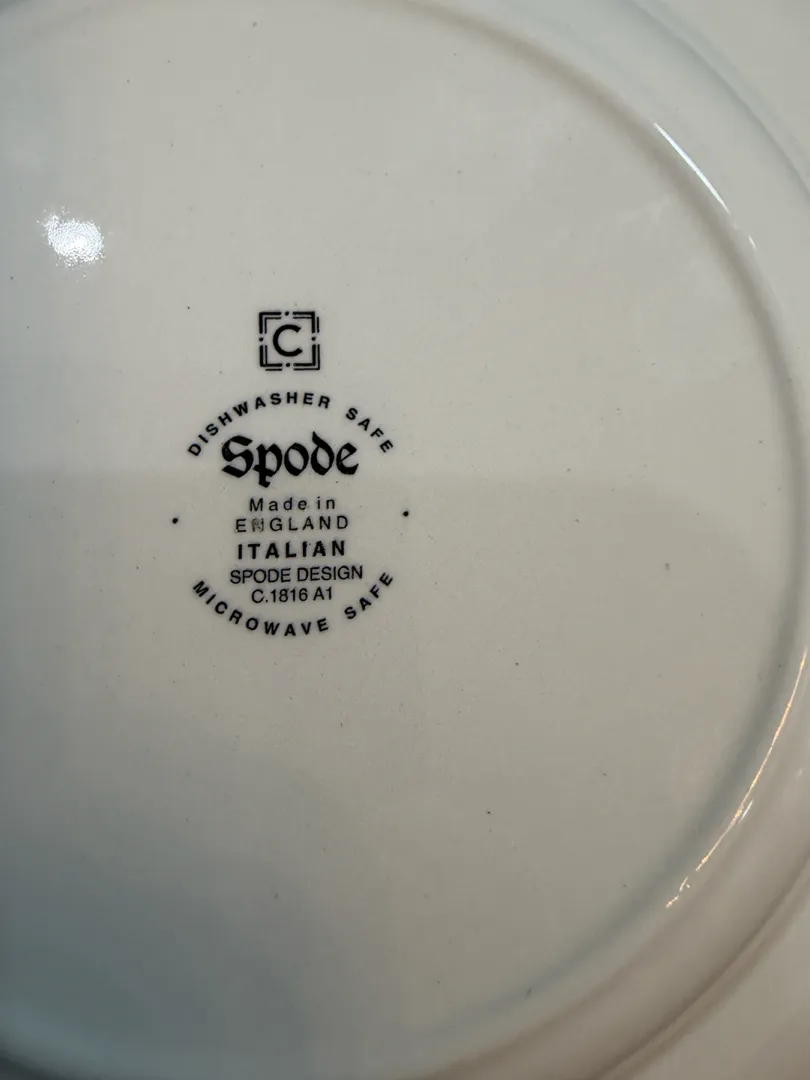 C
DISHWASHER SAFE
Spode
Made in
ENGLAND
ITALIAN
SPODE DESIGN
C.1816 A1
MICROWAVE SAFE